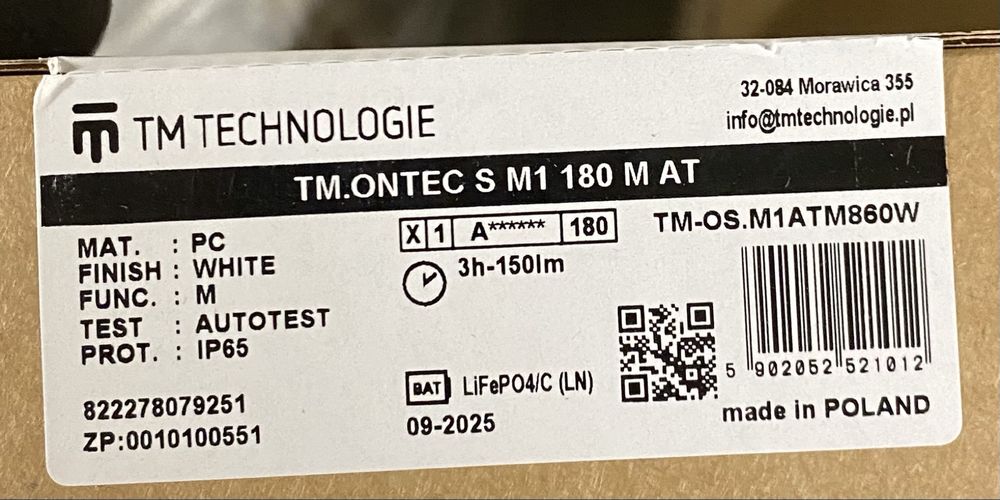 TM TECHNOLOGIE
32-084 Morawica 355
info@tmtechnologie.pl
TM.ONTEC S M1 180 M AT
MAT. : PC
FINISH : WHITE
FUNC. : M
TEST : AUTOTEST
PROT. : IP65
822278079251
ZP:0010100551
X 1 A****** 180
3h-150lm
BAT LiFePO4/C (LN)
09-2025
TM-OS.M1ATM860W
5 902052 521012
made in POLAND